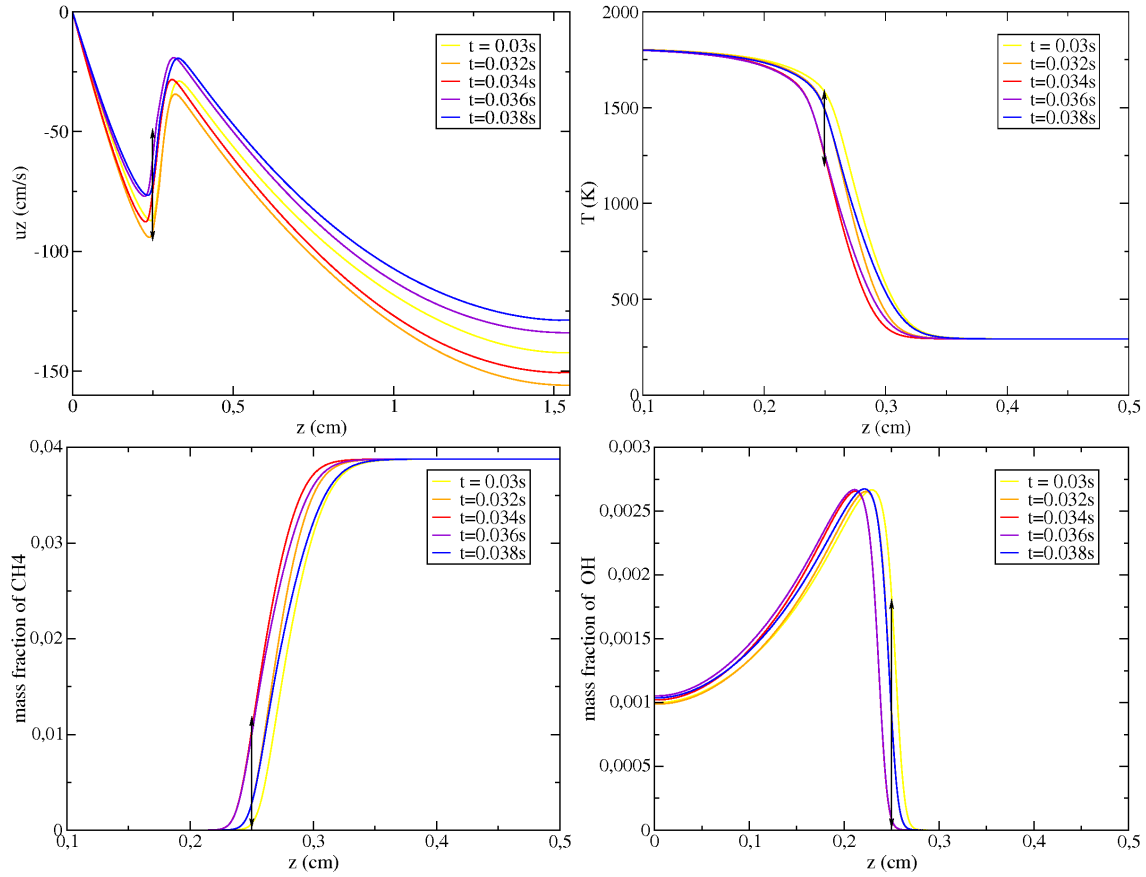 0
-50
-100
-150
uz (cm/s)
0
0,5
1
1,5
z (cm)
t = 0.03s
t=0.032s
t=0.034s
t=0.036s
t=0.038s
2000
1500
1000
500
0
T (K)
0,1
0,2
0,3
0,4
0,5
z (cm)
t = 0.03s
t=0.032s
t=0.034s
t=0.036s
t=0.038s
0,04
0,03
0,02
0,01
0
mass fraction of CH4
0,1
0,2
0,3
0,4
0,5
z (cm)
t = 0.03s
t=0.032s
t=0.034s
t=0.036s
t=0.038s
0,003
0,0025
0,002
0,0015
0,001
0,0005
0
mass fraction of OH
0
0,1
0,2
0,3
0,4
0,5
z (cm)
t = 0.03s
t=0.032s
t=0.034s
t=0.036s
t=0.038s